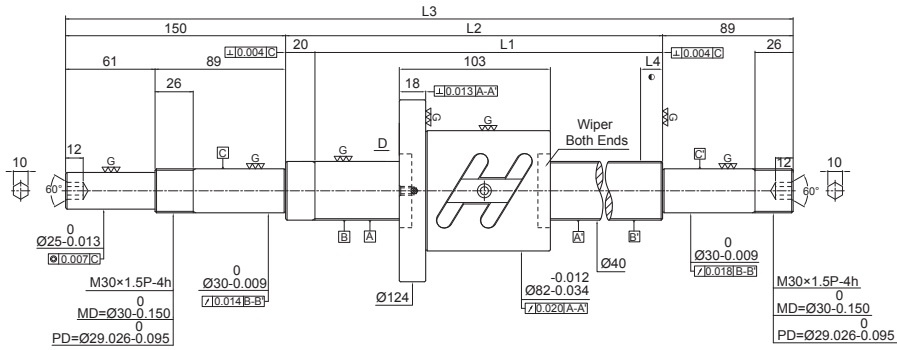 L3
150
L2
89
⊥ 0.004 C
20
L1
⊥ 0.004 C
61
89
103
L4
26
26
18
⊥ 0.013 A-A'
G
G
Wiper
Both Ends
12
G
C
G
G
D
C'
G
12
10
10
60°
60°
B
A
A'
B'
0
Ø25-0.013
◎ 0.007 C
0
Ø30-0.009
↗ 0.014 B-B'
M30×1.5P-4h
0
MD=Ø30-0.150
0
PD=Ø29.026-0.095
Ø124
-0.012
Ø82-0.034
↗ 0.020 A-A'
Ø40
0
Ø30-0.009
↗ 0.018 B-B'
M30×1.5P-4h
0
MD=Ø30-0.150
0
PD=Ø29.026-0.095
G